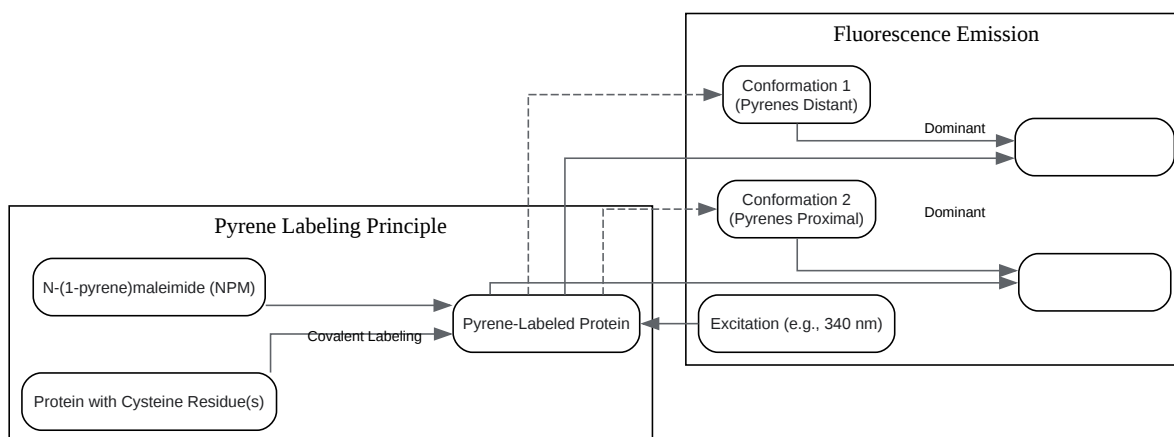 Fluorescence Emission
Conformation 1
(Pyrenes Distant)
Dominant
Conformation 2
(Pyrenes Proximal)
Dominant
Pyrene Labeling Principle
N-(1-pyrene)maleimide (NPM)
Pyrene-Labeled Protein
Excitation (e.g., 340 nm)
Covalent Labeling
Protein with Cysteine Residue(s)